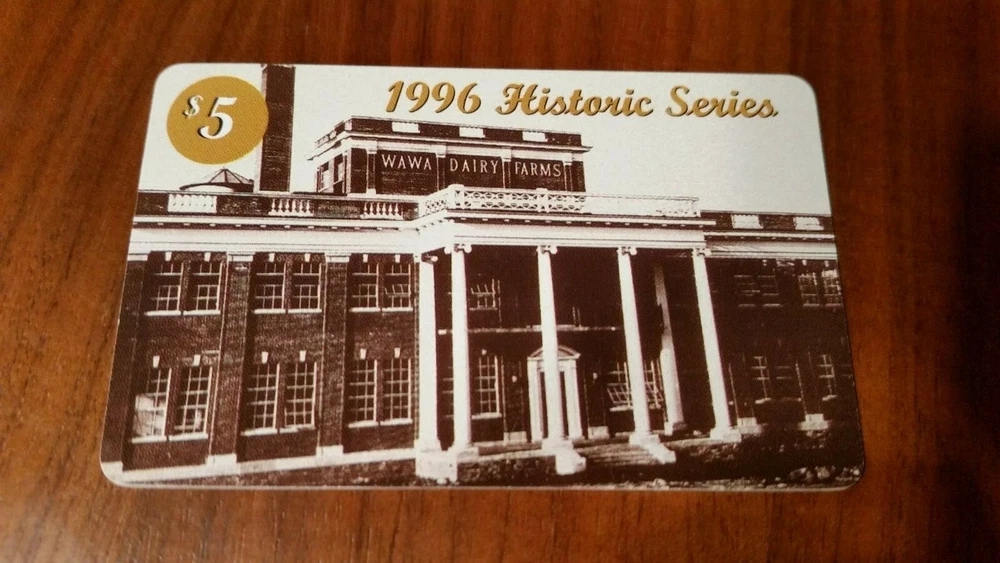 $5
1996 Historic Series
WAWA DAIRY FARMS